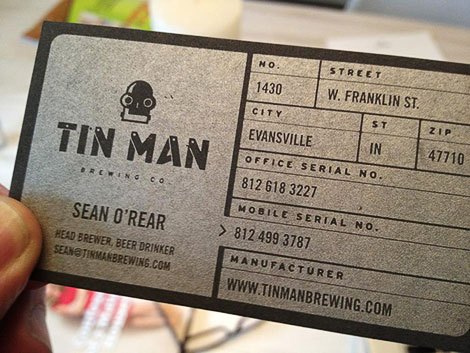 TIN MAN
BREWING CO
SEAN O'REAR
HEAD BREWER, BEER DRINKER
SEAN@TINMANBREWING.COM
NO. STREET
1430 W. FRANKLIN ST.
CITY ST ZIP
EVANSVILLE IN 47710
OFFICE SERIAL NO.
812 618 3227
MOBILE SERIAL NO.
812 499 3787
MANUFACTURER
WWW.TINMANBREWING.COM